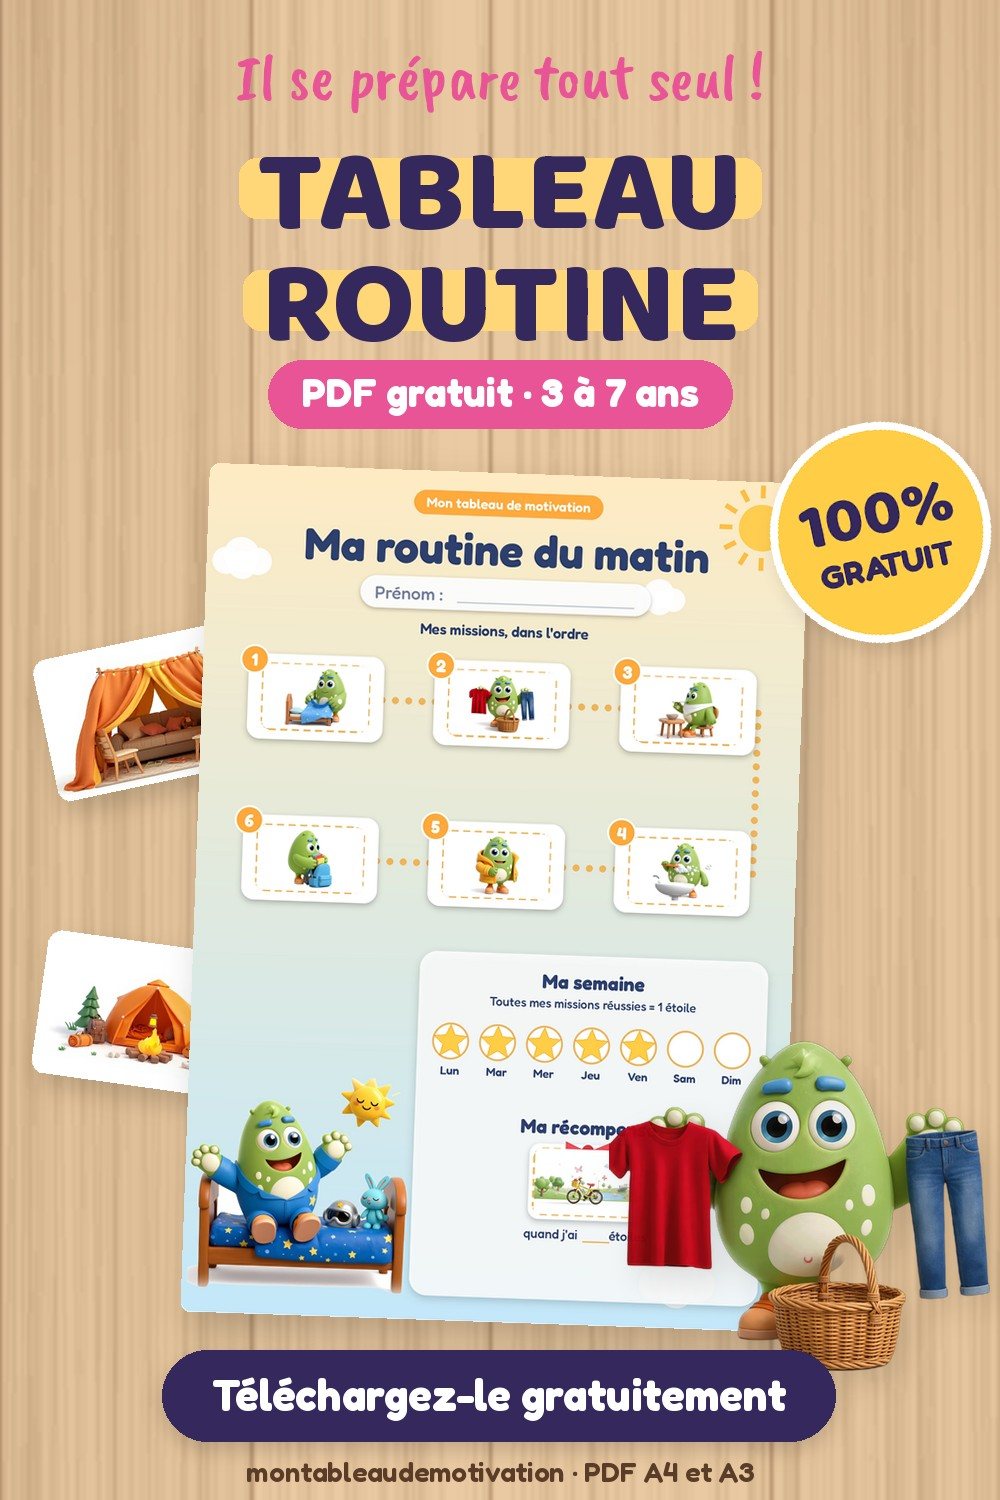 Il se prépare tout seul !
TABLEAU
ROUTINE
PDF gratuit · 3 à 7 ans
100%
GRATUIT
Mon tableau de motivation
Ma routine du matin
Prénom :
Mes missions, dans l'ordre
1
2
3
6
5
4
Ma semaine
Toutes mes missions réussies = 1 étoile
Lun Mar Mer Jeu Ven Sam Dim
Ma
quand j'ai
Téléchargez-le gratuitement
montableaudemotivation · PDF A4 et A3